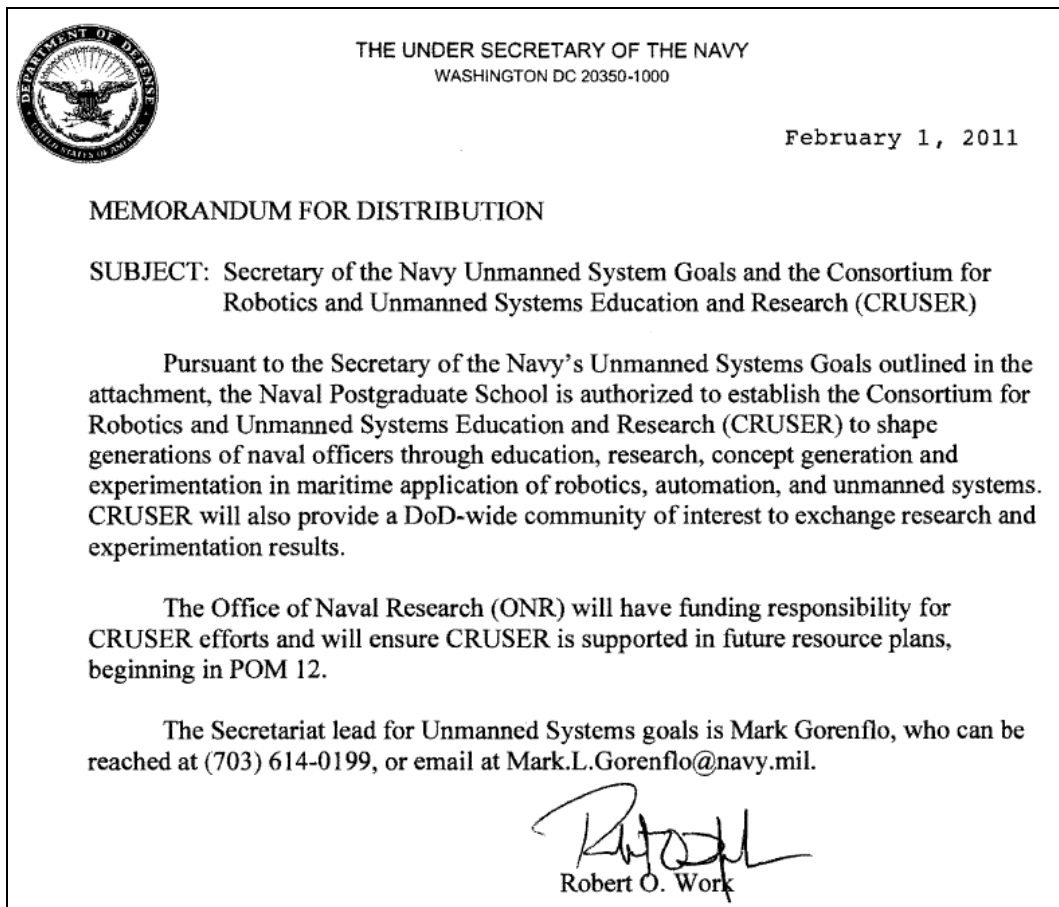 DEPARTMENT OF DEFENSE
UNITED STATES OF AMERICA
THE UNDER SECRETARY OF THE NAVY
WASHINGTON DC 20350-1000
February 1, 2011
MEMORANDUM FOR DISTRIBUTION
SUBJECT: Secretary of the Navy Unmanned System Goals and the Consortium for
Robotics and Unmanned Systems Education and Research (CRUSER)
Pursuant to the Secretary of the Navy's Unmanned Systems Goals outlined in the
attachment, the Naval Postgraduate School is authorized to establish the Consortium for
Robotics and Unmanned Systems Education and Research (CRUSER) to shape
generations of naval officers through education, research, concept generation and
experimentation in maritime application of robotics, automation, and unmanned systems.
CRUSER will also provide a DoD-wide community of interest to exchange research and
experimentation results.
The Office of Naval Research (ONR) will have funding responsibility for
CRUSER efforts and will ensure CRUSER is supported in future resource plans,
beginning in POM 12.
The Secretariat lead for Unmanned Systems goals is Mark Gorenflo, who can be
reached at (703) 614-0199, or email at Mark.L.Gorenflo@navy.mil.
Robert O. Work